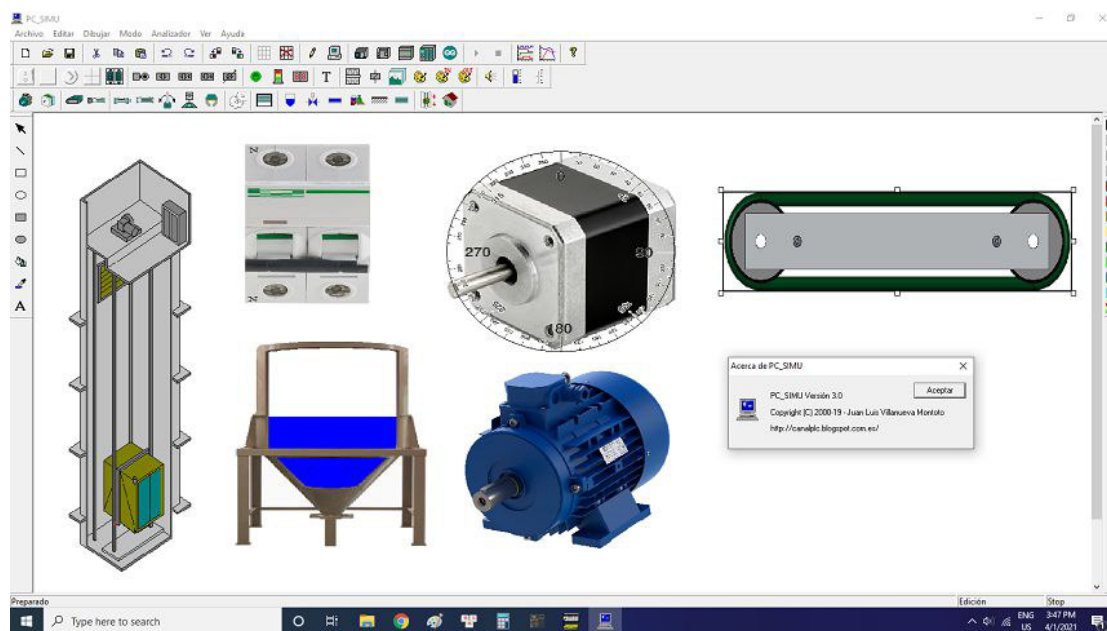 PC_SIMU
Archivo Editar Dibujar Modo Analizador Ver Ayuda
T
A
N
0
270
90
180
N
Acerca de PC_SIMU
PC_SIMU Versión 3.0
Aceptar
Copyright (C) 2000-19 - Juan Luis Villanueva Montoto
http://canalplc.blogspot.com.es/
Preparado
Edición
Stop
Type here to search
ENG
US
3:47 PM
4/1/2021